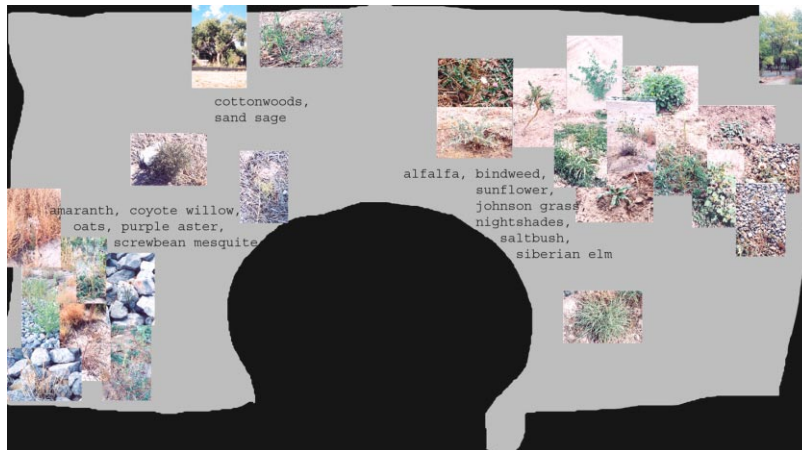 cottonwoods,
sand sage
alfalfa, bindweed,
sunflower,
johnson grass
nightshades,
saltbush,
siberian elm
amaranth, coyote willow,
oats, purple aster,
screwbean mesquite